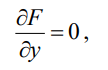 ∂F/∂y = 0 ,